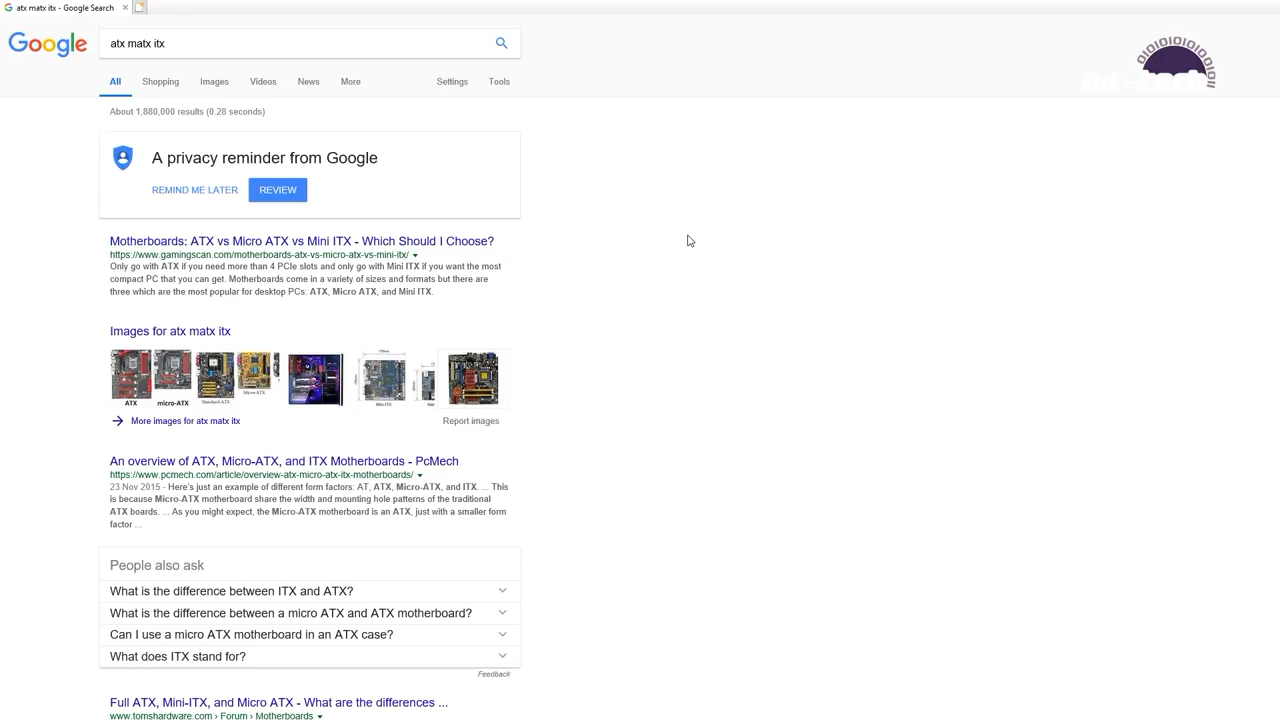 atx matx itx - Google Search
Google
atx matx itx
All Shopping Images Videos News More Settings Tools
About 1,880,000 results (0.28 seconds)
A privacy reminder from Google
REMIND ME LATER REVIEW
Motherboards: ATX vs Micro ATX vs Mini ITX - Which Should I Choose?
https://www.gamingscan.com/motherboards-atx-vs-micro-atx-vs-mini-itx/
Only go with ATX if you need more than 4 PCIe slots and only go with Mini ITX if you want the most
compact PC that you can get. Motherboards come in a variety of sizes and formats but there are
three which are the most popular for desktop PCs: ATX, Micro ATX, and Mini ITX.
Images for atx matx itx
ATX micro-ATX Standard-ATX Micro-ATX Mini-ITX
More images for atx matx itx Report images
An overview of ATX, Micro-ATX, and ITX Motherboards - PcMech
https://www.pcmech.com/article/overview-atx-micro-atx-itx-motherboards/
23 Nov 2015 - Here's just an example of different form factors: AT, ATX, Micro-ATX, and ITX. ... This
is because Micro-ATX motherboard share the width and mounting hole patterns of the traditional
ATX boards. ... As you might expect, the Micro-ATX motherboard is an ATX, just with a smaller form
factor ...
People also ask
What is the difference between ITX and ATX?
What is the difference between a micro ATX and ATX motherboard?
Can I use a micro ATX motherboard in an ATX case?
What does ITX stand for?
Feedback
Full ATX, Mini-ITX, and Micro ATX - What are the differences ...
www.tomshardware.com › Forum › Motherboards